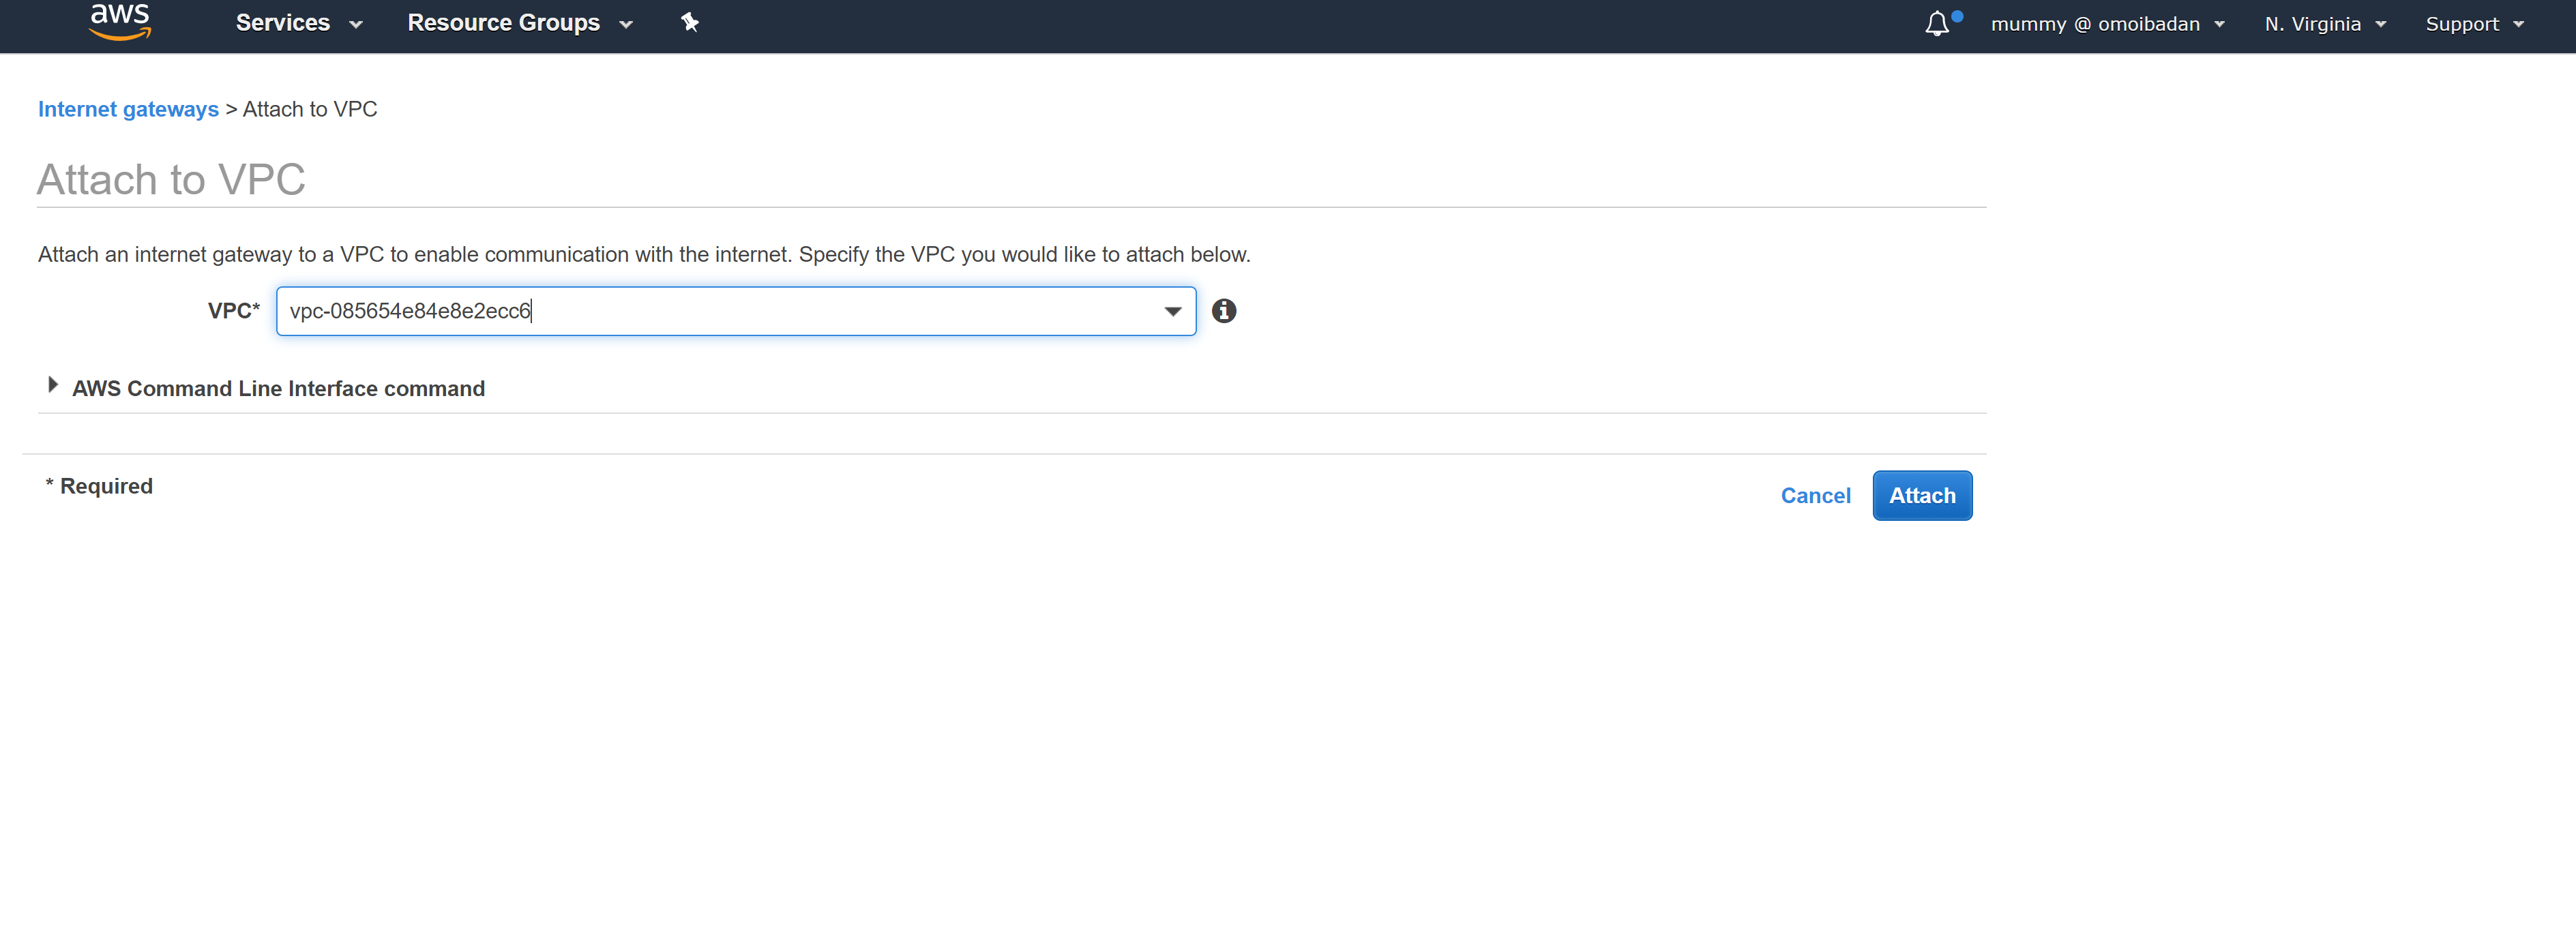 aws Services Resource Groups mummy @ omoibadan N. Virginia Support
Internet gateways > Attach to VPC
Attach to VPC
Attach an internet gateway to a VPC to enable communication with the internet. Specify the VPC you would like to attach below.
VPC* vpc-085654e84e8e2ecc6
AWS Command Line Interface command
* Required
Cancel Attach